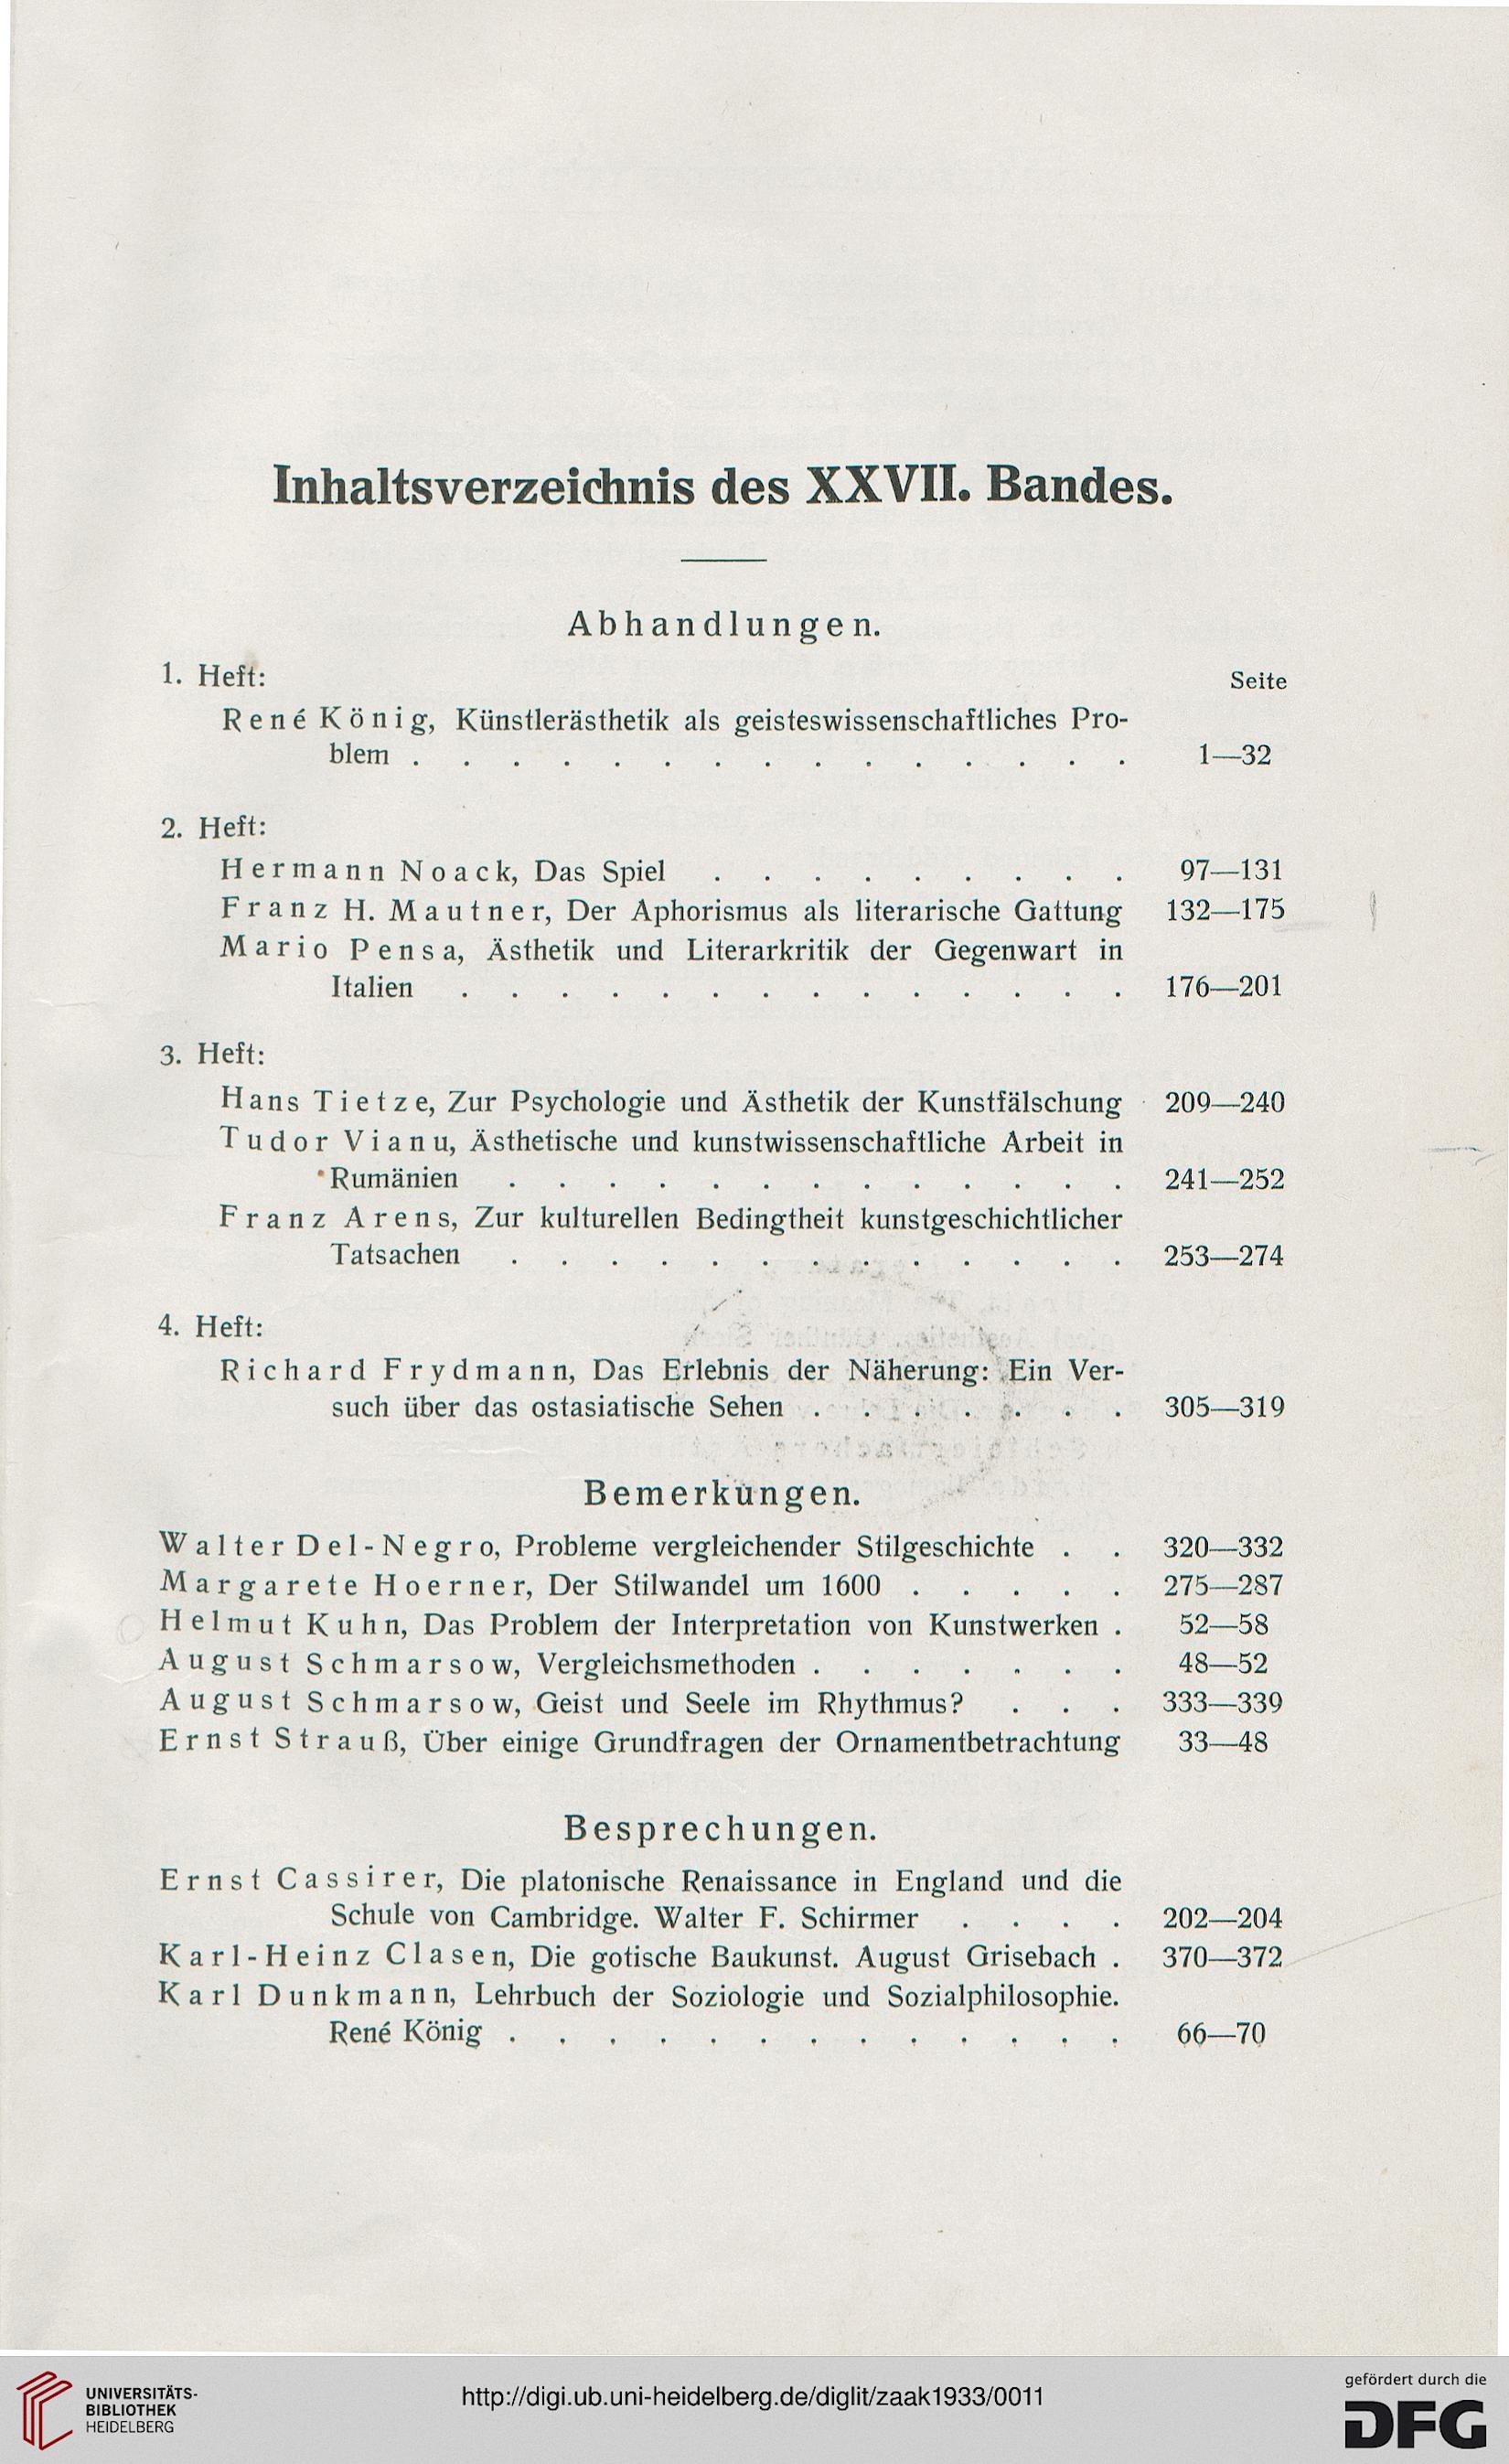 Inhaltsverzeichnis des XXVII. Bandes.
Abhandlungen.
1. Heft:
Seite
René König, Künstlerästhetik als geisteswissenschaftliches Pro-
blem . . . . . . . . . . . . . . . 1—32
2. Heft:
Hermann Noack, Das Spiel . . . . . . . . . 97—131
Franz H. Mautner, Der Aphorismus als literarische Gattung 132—175
Mario Pensa, Ästhetik und Literarkritik der Gegenwart in
Italien . . . . . . . . . . . . . . 176—201
3. Heft:
Hans Tietze, Zur Psychologie und Ästhetik der Kunstfälschung 209—240
Tudor Vianu, Ästhetische und kunstwissenschaftliche Arbeit in
Rumänien . . . . . . . . . . . . . 241—252
Franz Arens, Zur kulturellen Bedingtheit kunstgeschichtlicher
Tatsachen . . . . . . . . . . . . . 253—274
4. Heft:
Richard Frydmann, Das Erlebnis der Näherung: Ein Ver-
such über das ostasiatische Sehen . . . . . . . 305—319
Bemerkungen.
Walter Del-Negro, Probleme vergleichender Stilgeschichte . . 320—332
Margarete Hoerner, Der Stilwandel um 1600 . . . . . 275—287
Helmut Kuhn, Das Problem der Interpretation von Kunstwerken . 52—58
August Schmarsow, Vergleichsmethoden . . . . . . . 48—52
August Schmarsow, Geist und Seele im Rhythmus? . . . 333—339
Ernst Strauß, Über einige Grundfragen der Ornamentbetrachtung 33—48
Besprechungen.
Ernst Cassirer, Die platonische Renaissance in England und die
Schule von Cambridge. Walter F. Schirmer . . . . 202—204
Karl-Heinz Clasen, Die gotische Baukunst. August Grisebach . 370—372
Karl Dunkmann, Lehrbuch der Soziologie und Sozialphilosophie.
René König . . . . . . . . . . . . . 66—70
UNIVERSITÄTS-
BIBLIOTHEK
HEIDELBERG
http://digi.ub.uni-heidelberg.de/diglit/zaak1933/0011
gefördert durch die
DFG